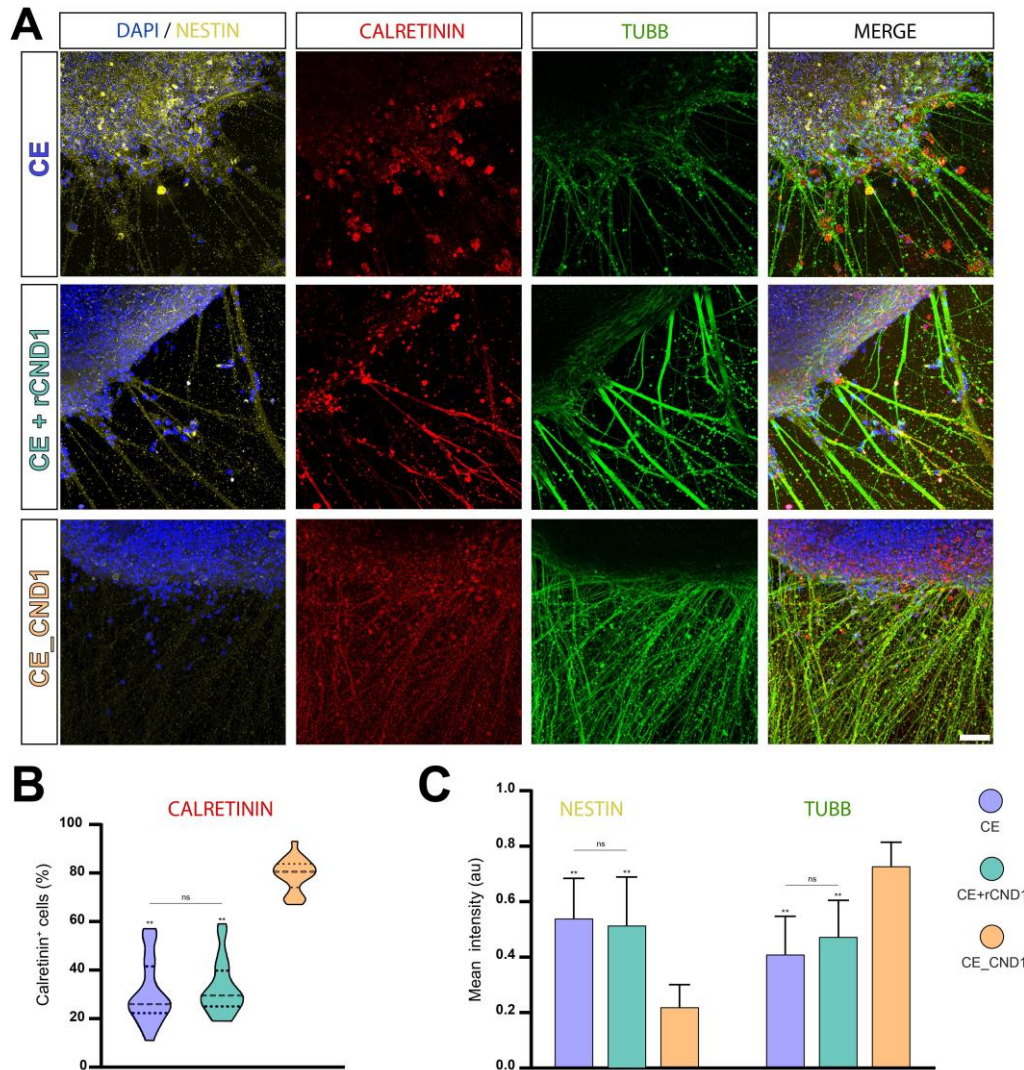 A
DAPI / NESTIN
CALRETININ
TUBB
MERGE
CE
CE + rCND1
CE_CND1
B
CALRETININ
Calretinin⁺ cells (%)
100
80
60
40
20
0
**
ns
**
C
NESTIN
TUBB
Mean intensity (au)
1.0
0.8
0.6
0.4
0.2
0.0
**
ns
**
**
ns
**
CE
CE+rCND1
CE_CND1